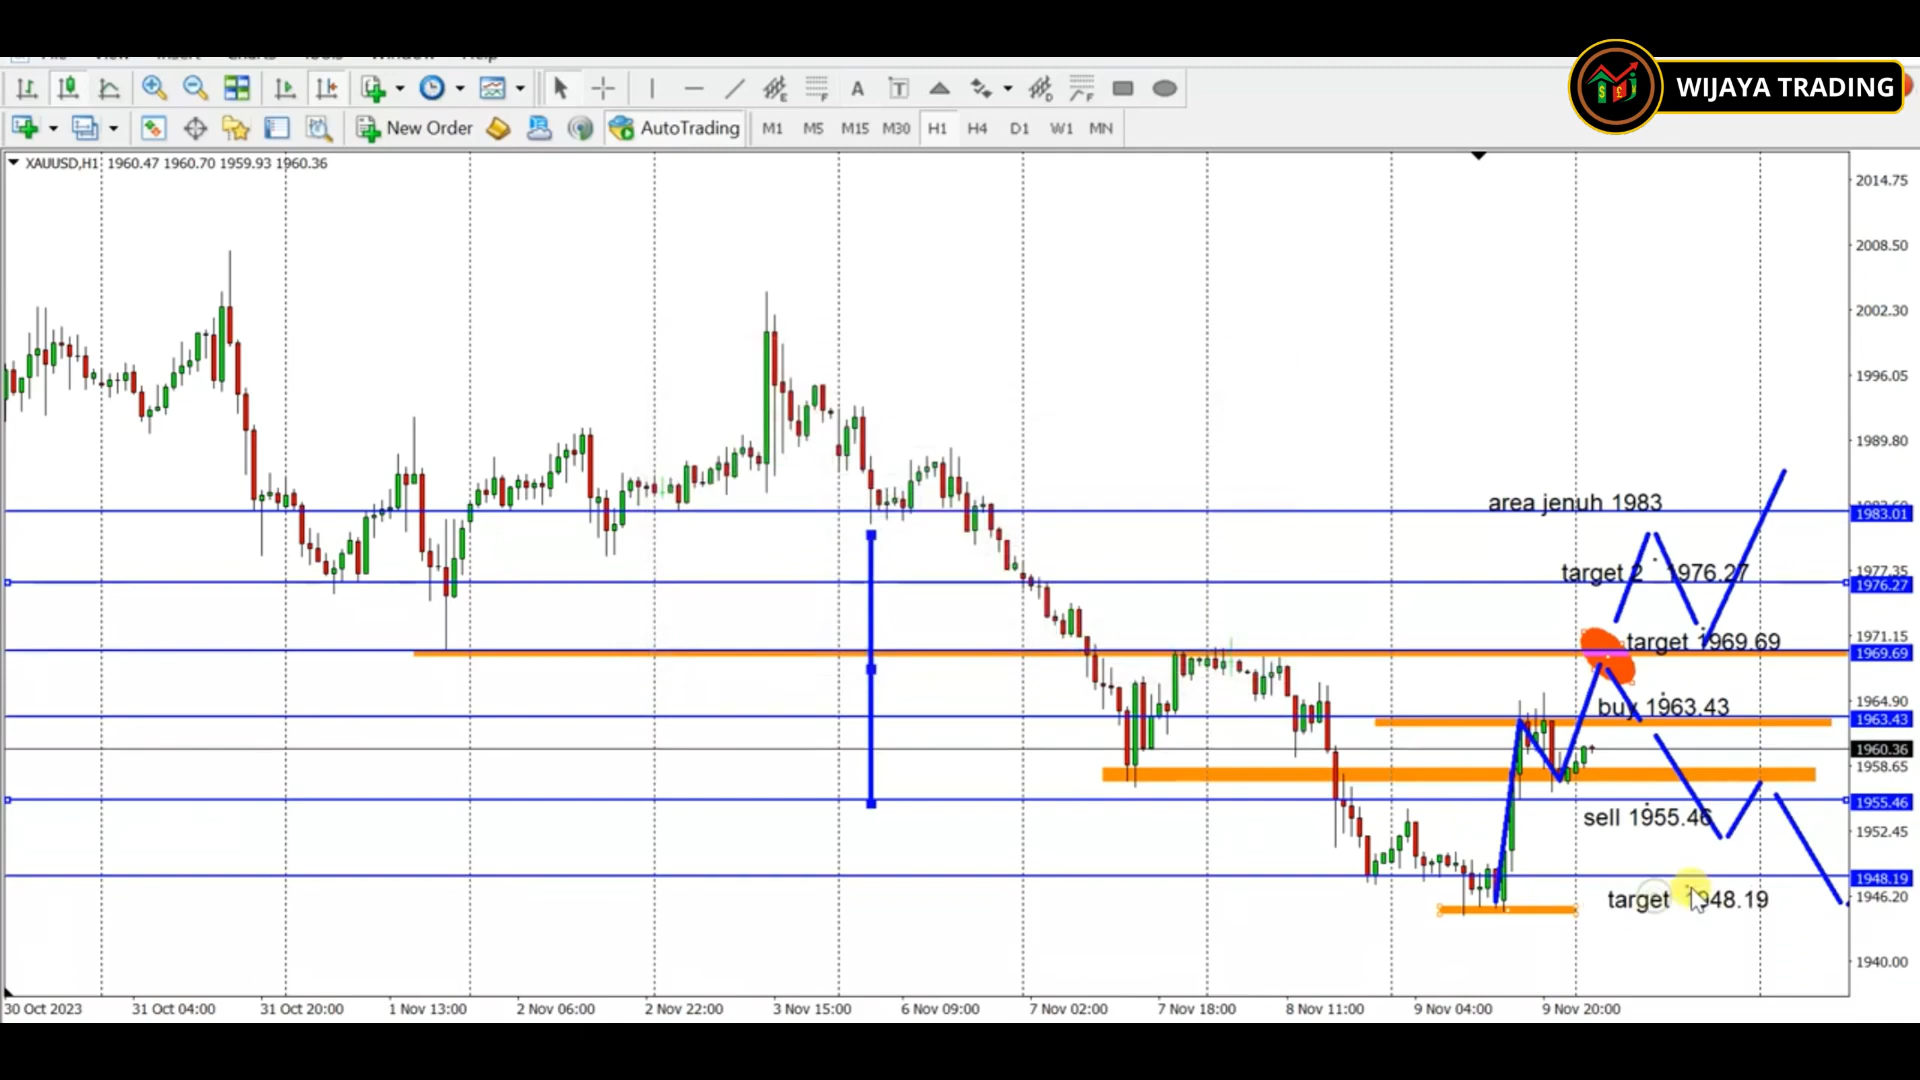 WIJAYA TRADING
New Order
AutoTrading
M1
M5
M15
M30
H1
H4
D1
W1
MN
XAUUSD,H1 1960.47 1960.70 1959.93 1960.36
2014.75
2008.50
2002.30
1996.05
1989.80
area jenuh 1983
1983.01
target 2 1976.27
1977.35
1976.27
1971.15
target 1969.69
1969.69
1964.90
buy 1963.43
1963.43
1960.36
1958.65
1955.46
sell 1955.46
1952.45
1948.19
1946.20
target 1948.19
1940.00
30 Oct 2023
31 Oct 04:00
31 Oct 20:00
1 Nov 13:00
2 Nov 06:00
2 Nov 22:00
3 Nov 15:00
6 Nov 09:00
7 Nov 02:00
7 Nov 18:00
8 Nov 11:00
9 Nov 04:00
9 Nov 20:00